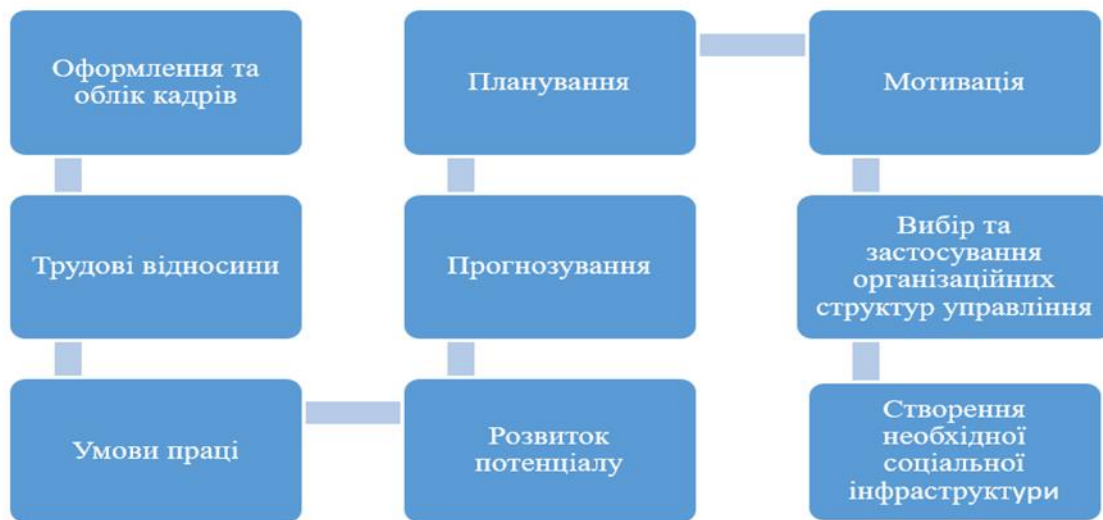 Оформлення та
облік кадрів
Трудові відносини
Умови праці
Розвиток
потенціалу
Прогнозування
Планування
Мотивація
Вибір та
застосування
організаційних
структур управління
Створення
необхідної
соціальної
інфраструктури